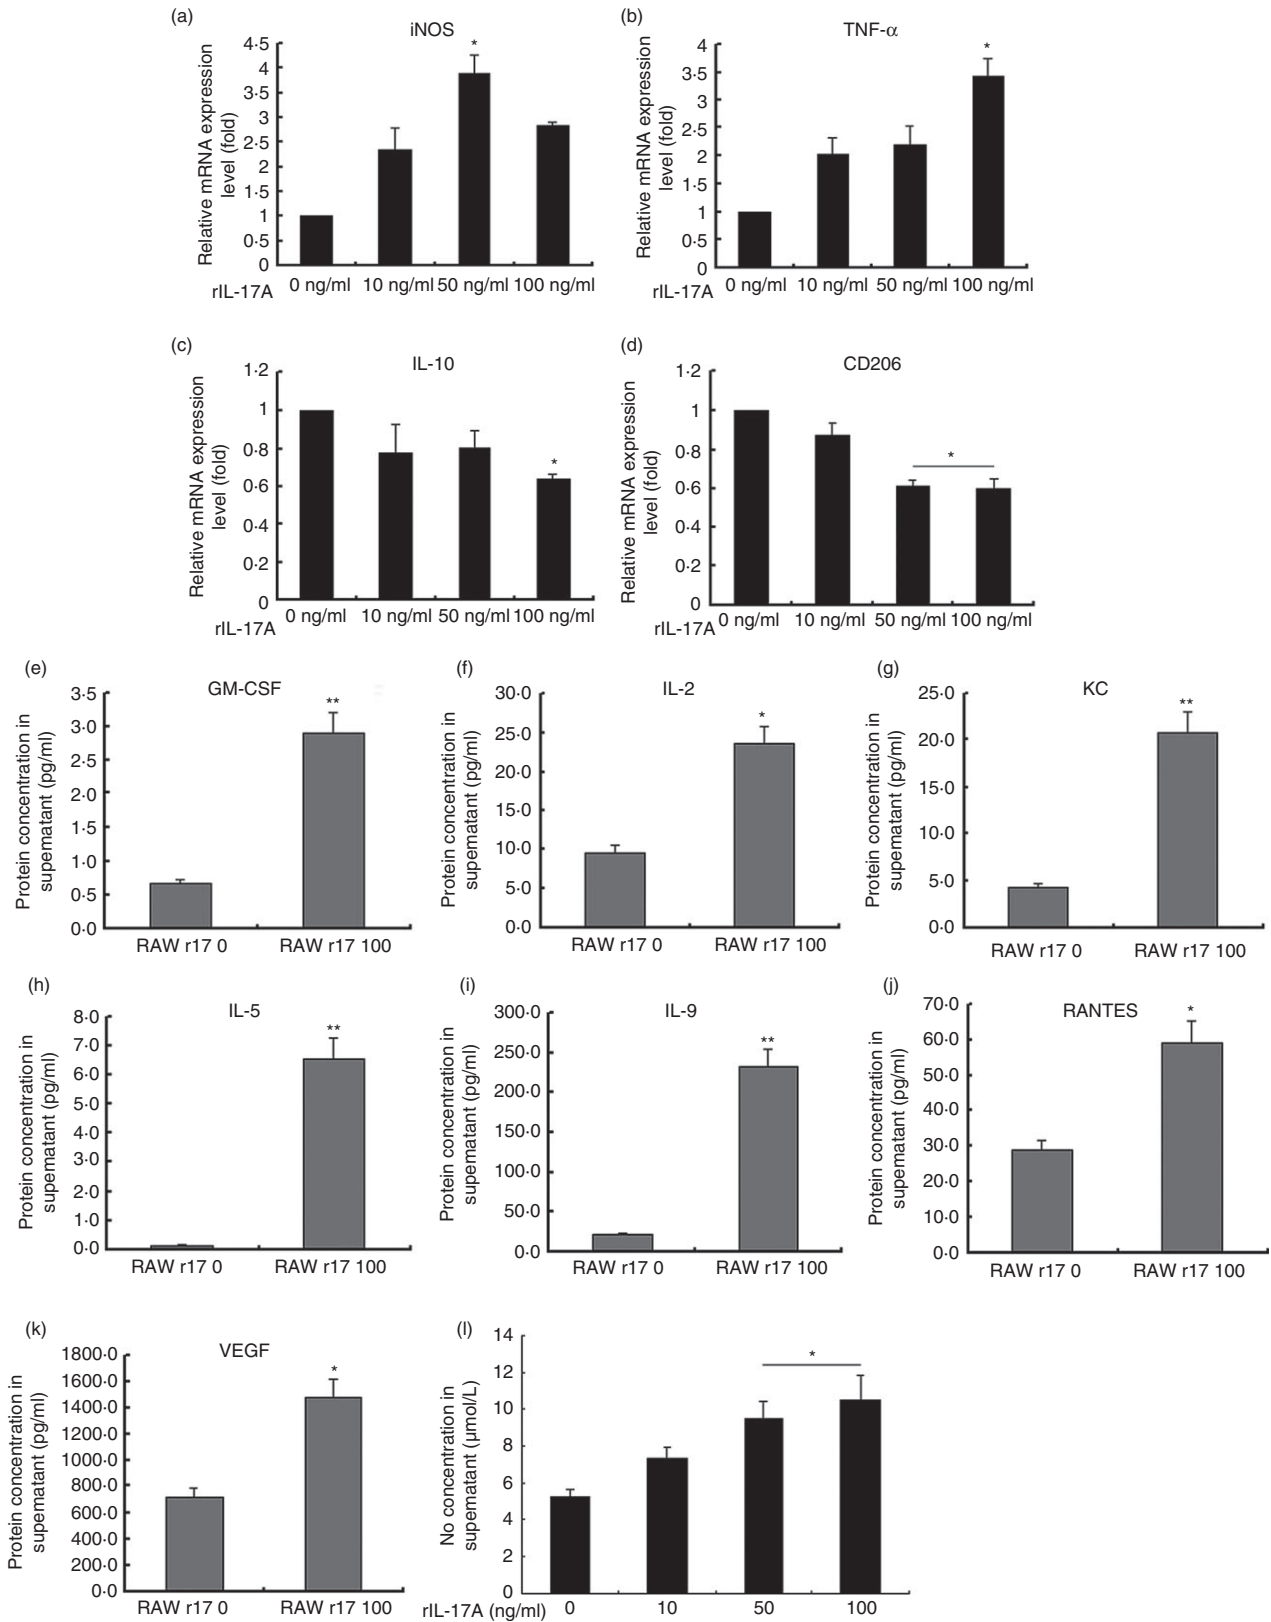 (a)
iNOS
Relative mRNA expression
level (fold)
4·5
4
3·5
3
2·5
2
1·5
1
0·5
0
*
rIL-17A
0 ng/ml 10 ng/ml 50 ng/ml 100 ng/ml
(b)
TNF-α
Relative mRNA expression
level (fold)
4
3·5
3
2·5
2
1·5
1
0·5
0
*
rIL-17A
0 ng/ml 10 ng/ml 50 ng/ml 100 ng/ml
(c)
IL-10
Relative mRNA expression
level (fold)
1·2
1
0·8
0·6
0·4
0·2
0
*
rIL-17A
0 ng/ml 10 ng/ml 50 ng/ml 100 ng/ml
(d)
CD206
Relative mRNA expression
level (fold)
1·2
1
0·8
0·6
0·4
0·2
0
*
rIL-17A
0 ng/ml 10 ng/ml 50 ng/ml 100 ng/ml
(e)
GM-CSF
Protein concentration in
supematant (pg/ml)
3·5
3·0
2·5
2·0
1·5
1·0
0·5
0·0
**
RAW r17 0 RAW r17 100
(f)
IL-2
Protein concentration in
supematant (pg/ml)
30·0
25·0
20·0
15·0
10·0
5·0
0·0
*
RAW r17 0 RAW r17 100
(g)
KC
Protein concentration in
supematant (pg/ml)
25·0
20·0
15·0
10·0
5·0
0·0
**
RAW r17 0 RAW r17 100
(h)
IL-5
Protein concentration in
supematant (pg/ml)
8·0
7·0
6·0
5·0
4·0
3·0
2·0
1·0
0·0
**
RAW r17 0 RAW r17 100
(i)
IL-9
Protein concentration in
supematant (pg/ml)
300·0
250·0
200·0
150·0
100·0
50·0
0·0
**
RAW r17 0 RAW r17 100
(j)
RANTES
Protein concentration in
supematant (pg/ml)
70·0
60·0
50·0
40·0
30·0
20·0
10·0
0·0
*
RAW r17 0 RAW r17 100
(k)
VEGF
Protein concentration in
supematant (pg/ml)
1800·0
1600·0
1400·0
1200·0
1000·0
800·0
600·0
400·0
200·0
0·0
*
RAW r17 0 RAW r17 100
(l)
No concentration in
supematant (µmol/L)
14
12
10
8
6
4
2
0
*
rIL-17A (ng/ml) 0 10 50 100